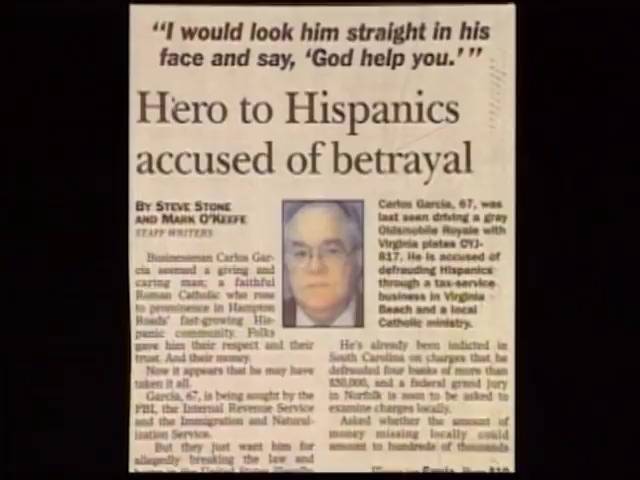 “I would look him straight in his
face and say, ‘God help you.’”
Hero to Hispanics
accused of betrayal
BY STEVE STONE
AND MARK O'KEEFE
STAFF WRITERS
Businessman Carlos Gar-
cia seemed a giving and
caring man, a faithful
Roman Catholic who rose
to prominence in Hampton
Roads' fast-growing His-
panic community. Folks
gave him their respect and their
trust. And their money.
Now it appears that he may have
taken it all.
Garcia, 67, is being sought by the
FBI, the Internal Revenue Service
and the Immigration and Natural-
ization Service.
But they just want him for
allegedly breaking the law and
Carlos Garcia, 67, was
last seen driving a gray
Oldsmobile Royale with
Virginia plates OYJ-
817. He is accused of
defrauding Hispanics
through a tax-service
business in Virginia
Beach and a local
Catholic ministry.
He's already been indicted in
South Carolina on charges that he
defrauded four banks of more than
$50,000, and a federal grand jury
in Norfolk is soon to be asked to
examine charges locally.
Asked whether the amount of
money missing locally could
amount to hundreds of thousands